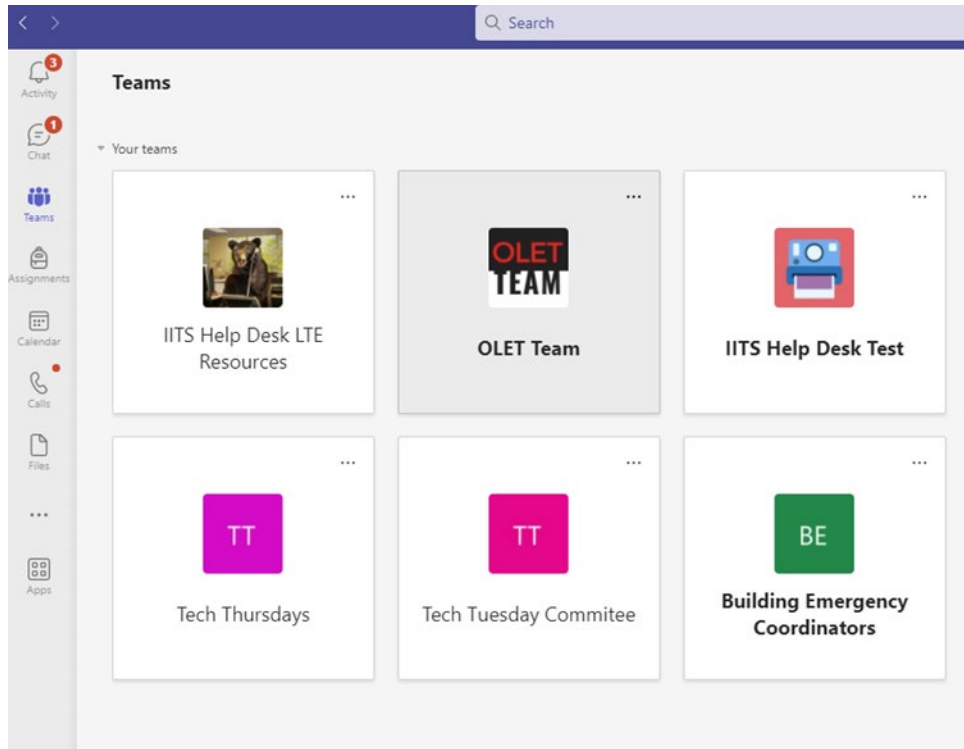 Search
3
Activity
1
Chat
Teams
Assignments
Calendar
Calls
Files
Apps
Teams
Your teams
IITS Help Desk LTE
Resources
OLET
TEAM
OLET Team
IITS Help Desk Test
TT
Tech Thursdays
TT
Tech Tuesday Commitee
BE
Building Emergency
Coordinators